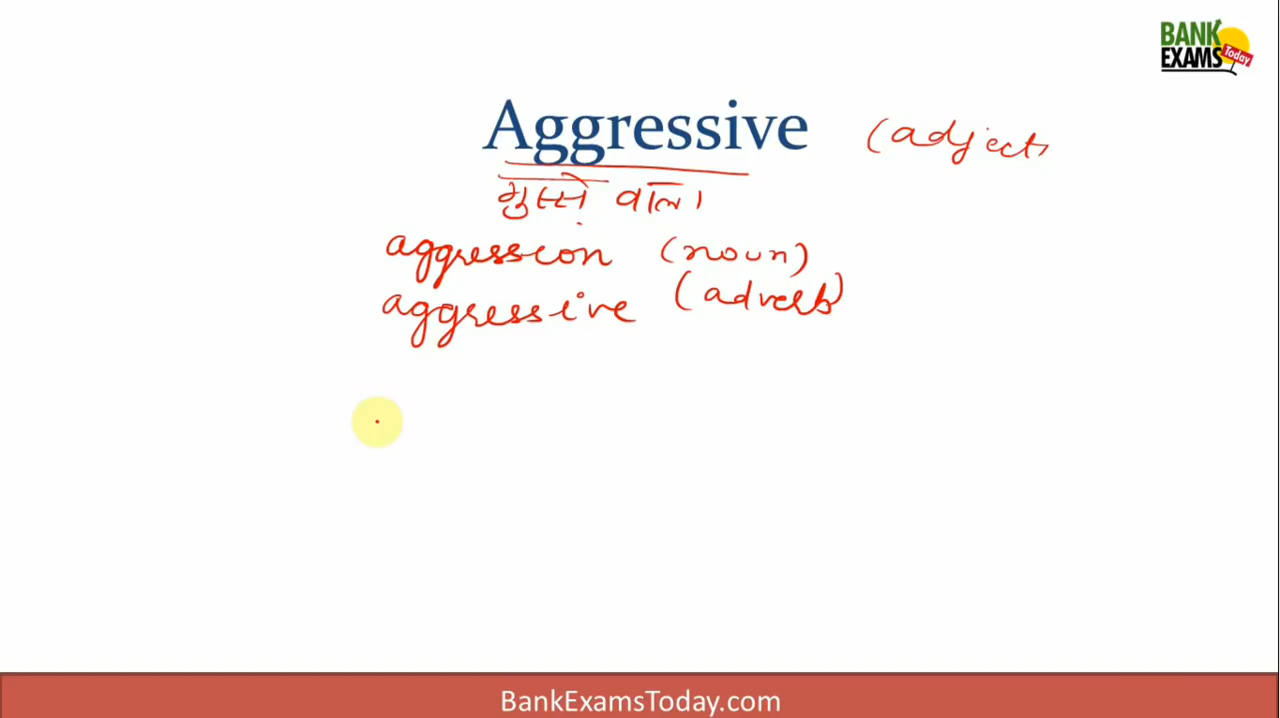 BANK
EXAMS Today
Aggressive (adject
गुस्से वाला
aggression (noun)
aggressive (adverb)
BankExamsToday.com